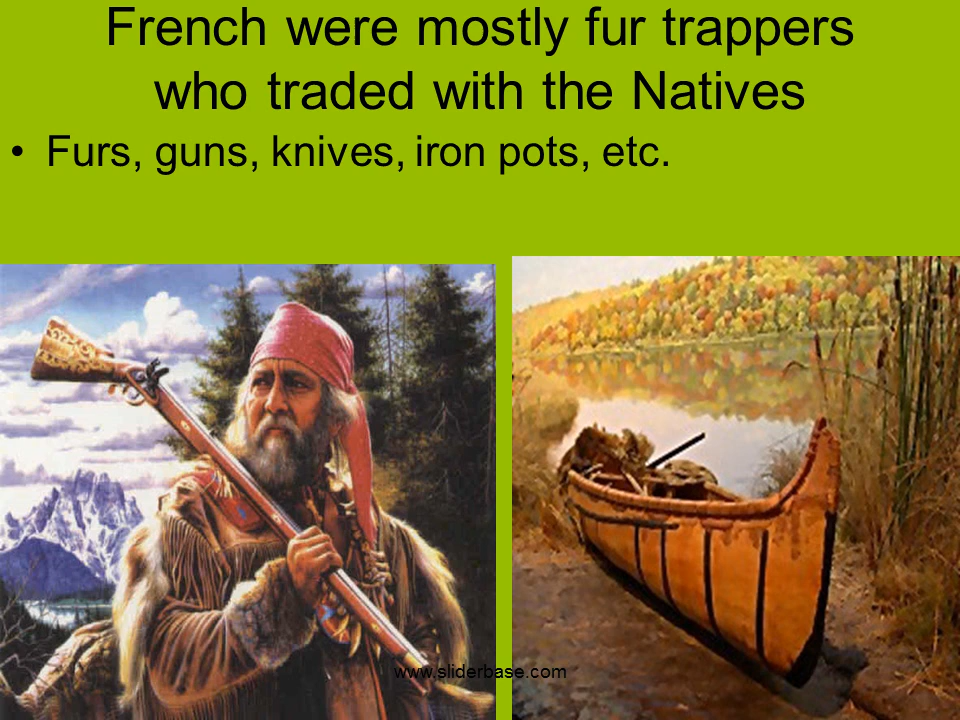 French were mostly fur trappers
who traded with the Natives
• Furs, guns, knives, iron pots, etc.
www.sliderbase.com